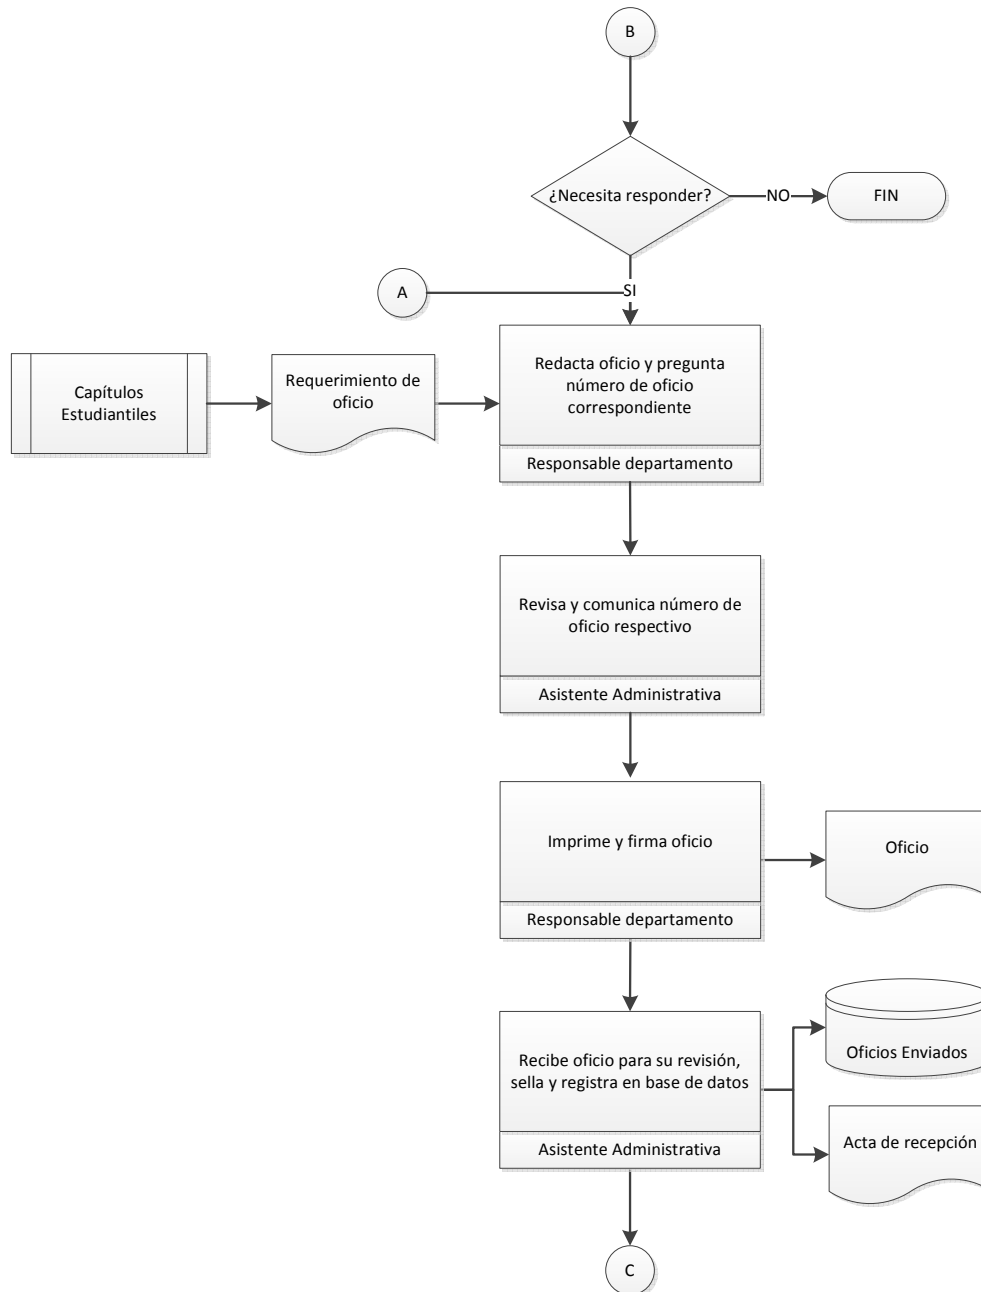 B
¿Necesita responder?
NO
FIN
A
SI
Capítulos
Estudiantiles
Requerimiento de
oficio
Redacta oficio y pregunta
número de oficio
correspondiente
Responsable departamento
Revisa y comunica número de
oficio respectivo
Asistente Administrativa
Imprime y firma oficio
Responsable departamento
Oficio
Recibe oficio para su revisión,
sella y registra en base de datos
Asistente Administrativa
Oficios Enviados
Acta de recepción
C